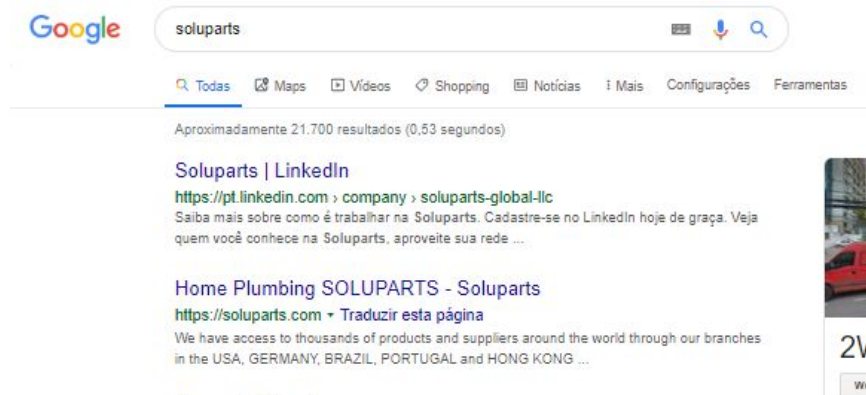 Google
soluparts
Todas Maps Vídeos Shopping Notícias Mais Configurações Ferramentas
Aproximadamente 21.700 resultados (0,53 segundos)
Soluparts | LinkedIn
https://pt.linkedin.com › company › soluparts-global-llc
Saiba mais sobre como é trabalhar na Soluparts. Cadastre-se no LinkedIn hoje de graça. Veja
quem você conhece na Soluparts, aproveite sua rede ...
Home Plumbing SOLUPARTS - Soluparts
https://soluparts.com ▾ Traduzir esta página
We have access to thousands of products and suppliers around the world through our branches
in the USA, GERMANY, BRAZIL, PORTUGAL and HONG KONG ...